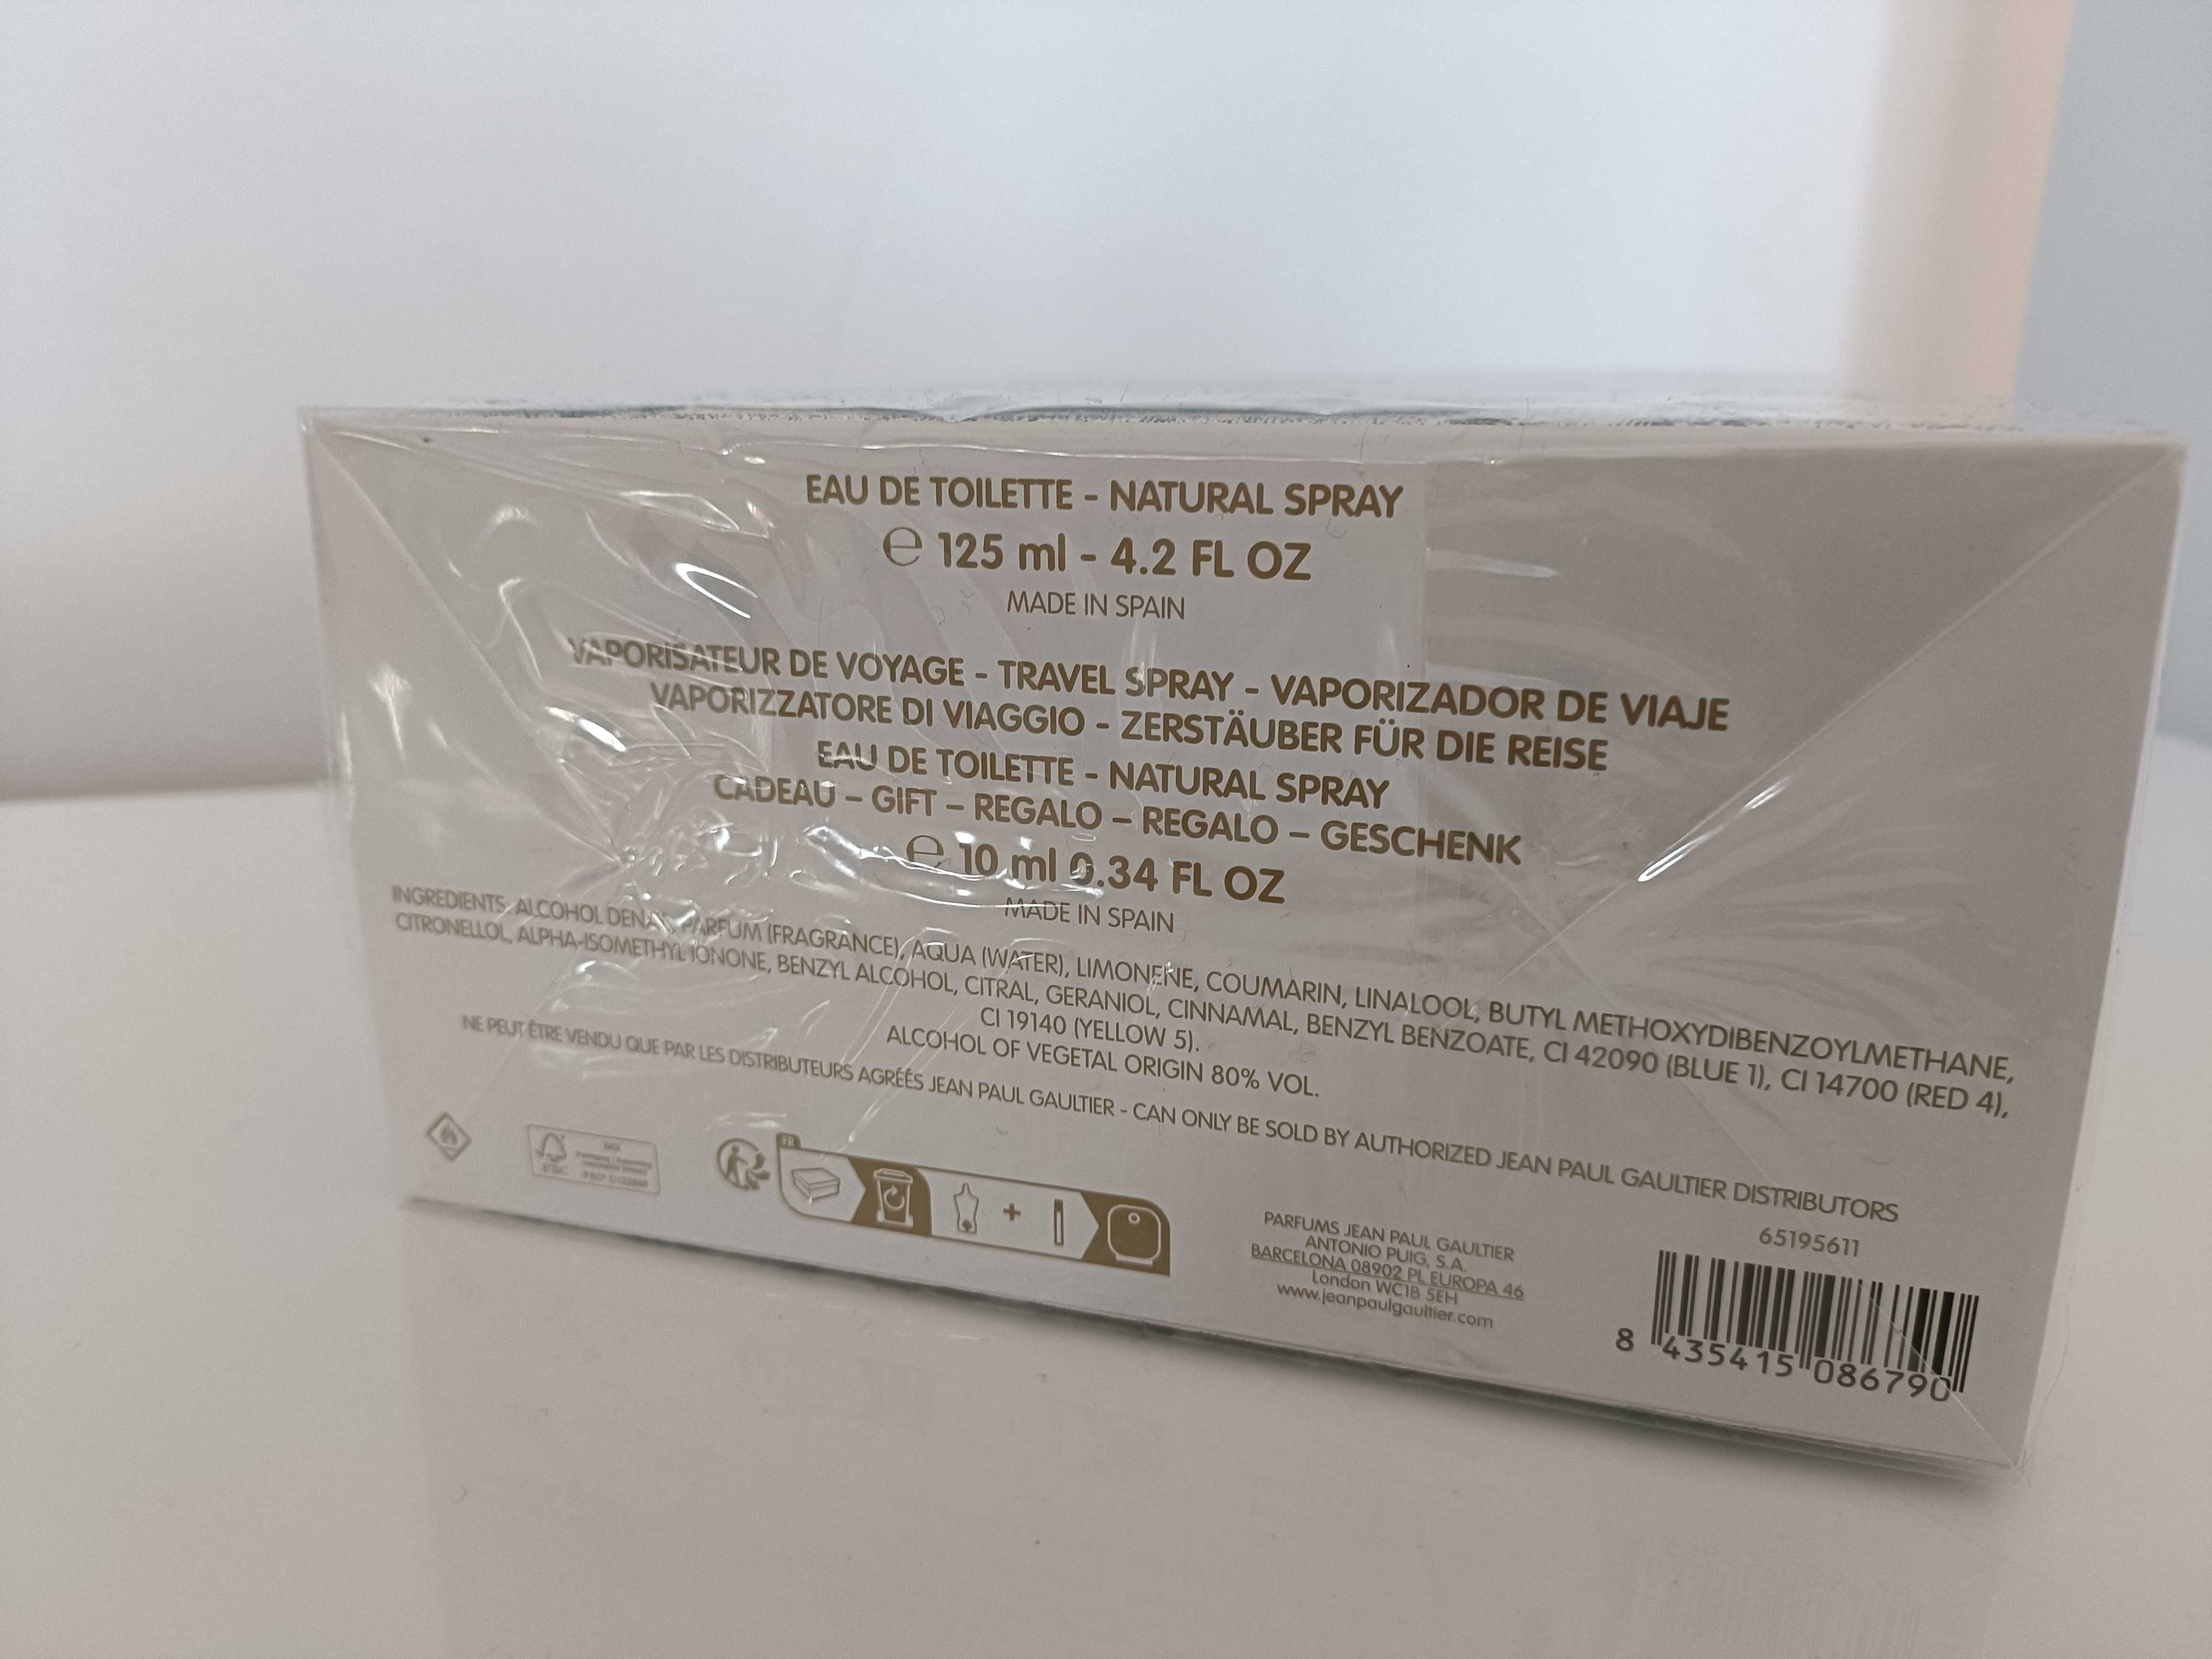 EAU DE TOILETTE - NATURAL SPRAY
℮ 125 ml - 4.2 FL OZ
MADE IN SPAIN
VAPORISATEUR DE VOYAGE - TRAVEL SPRAY - VAPORIZADOR DE VIAJE
VAPORIZZATORE DI VIAGGIO - ZERSTÄUBER FÜR DIE REISE
EAU DE TOILETTE - NATURAL SPRAY
CADEAU – GIFT – REGALO – REGALO – GESCHENK
℮ 10 ml 0.34 FL OZ
MADE IN SPAIN
INGREDIENTS: ALCOHOL DENAT., PARFUM (FRAGRANCE), AQUA (WATER), LIMONENE, COUMARIN, LINALOOL, BUTYL METHOXYDIBENZOYLMETHANE,
CITRONELLOL, ALPHA-ISOMETHYL IONONE, BENZYL ALCOHOL, CITRAL, GERANIOL, CINNAMAL, BENZYL BENZOATE, CI 42090 (BLUE 1), CI 14700 (RED 4),
CI 19140 (YELLOW 5).
ALCOHOL OF VEGETAL ORIGIN 80% VOL.
NE PEUT ÊTRE VENDU QUE PAR LES DISTRIBUTEURS AGRÉÉS JEAN PAUL GAULTIER - CAN ONLY BE SOLD BY AUTHORIZED JEAN PAUL GAULTIER DISTRIBUTORS
FSC
MIX
FR
+
PARFUMS JEAN PAUL GAULTIER
ANTONIO PUIG, S.A.
BARCELONA 08902 PL EUROPA 46
London WC1B 5EH
www.jeanpaulgaultier.com
65195611
8 435415 086790